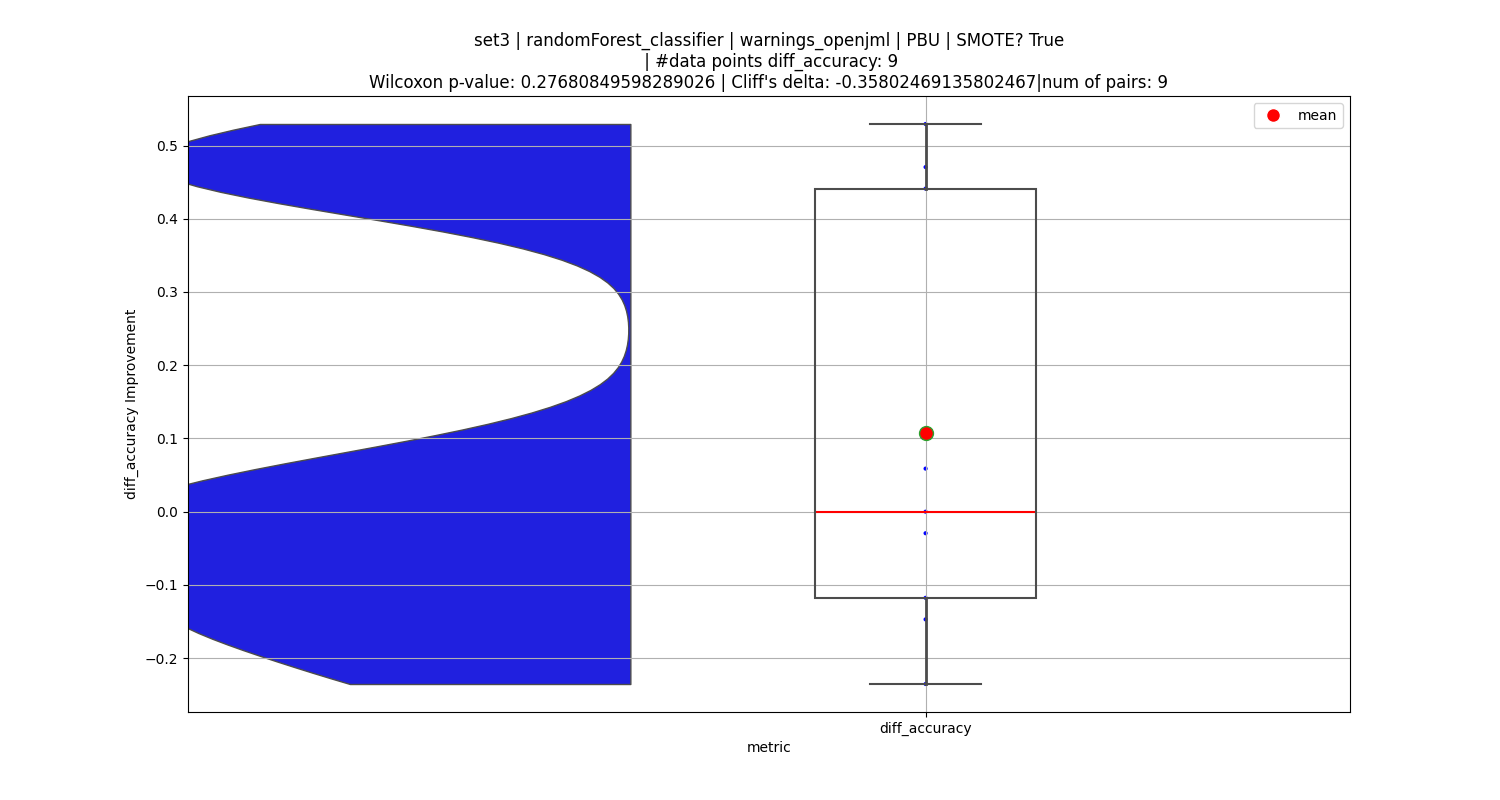 set3 | randomForest_classifier | warnings_openjml | PBU | SMOTE? True
| #data points diff_accuracy: 9
Wilcoxon p-value: 0.27680849598289026 | Cliff's delta: -0.35802469135802467|num of pairs: 9
mean
0.5
0.4
0.3
0.2
0.1
0.0
−0.1
−0.2
diff_accuracy Improvement
diff_accuracy
metric